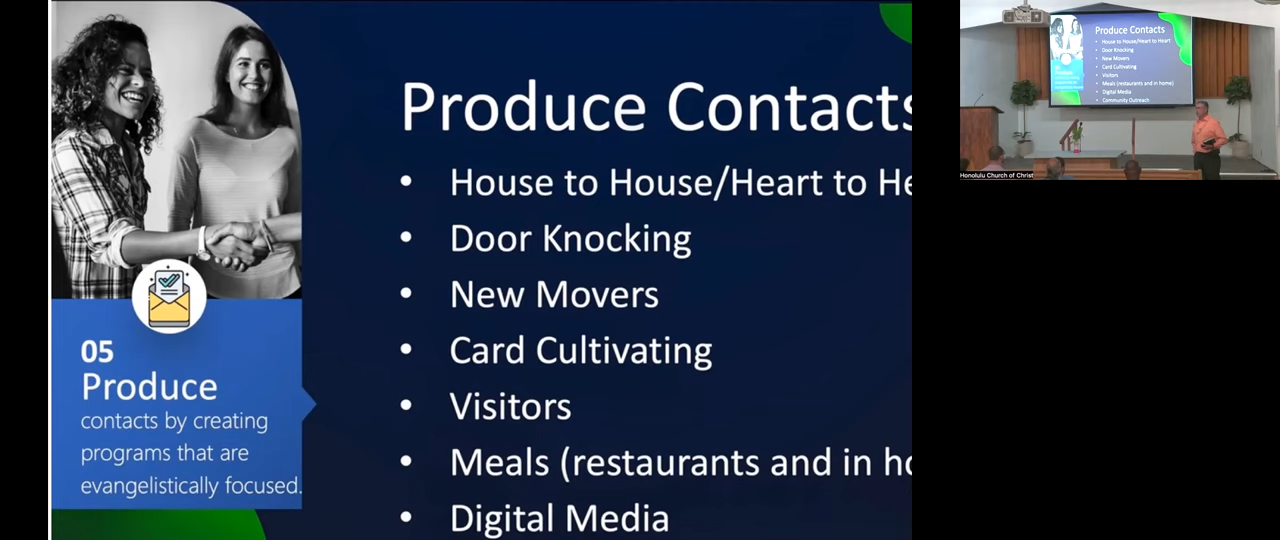 Produce Contacts
• House to House/Heart to He
• Door Knocking
• New Movers
• Card Cultivating
• Visitors
• Meals (restaurants and in ho
• Digital Media
05
Produce
contacts by creating
programs that are
evangelistically focused.
Produce Contacts
• House to House/Heart to Heart
• Door Knocking
• New Movers
• Card Cultivating
• Visitors
• Meals (restaurants and in home)
• Digital Media
• Community Outreach
Honolulu Church of Christ